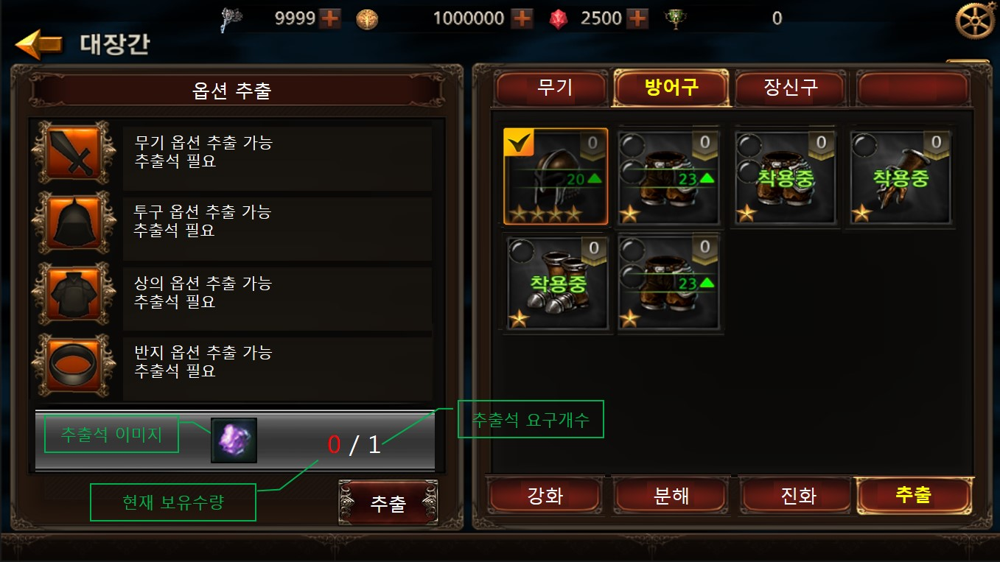 9999
1000000
2500
0
대장간
옵션 추출
무기 옵션 추출 가능
추출석 필요
투구 옵션 추출 가능
추출석 필요
상의 옵션 추출 가능
추출석 필요
반지 옵션 추출 가능
추출석 필요
추출석 이미지
0 / 1
추출석 요구개수
현재 보유수량
추출
무기
방어구
장신구
0
20
0
23
0
착용중
0
착용중
0
착용중
0
23
강화
분해
진화
추출